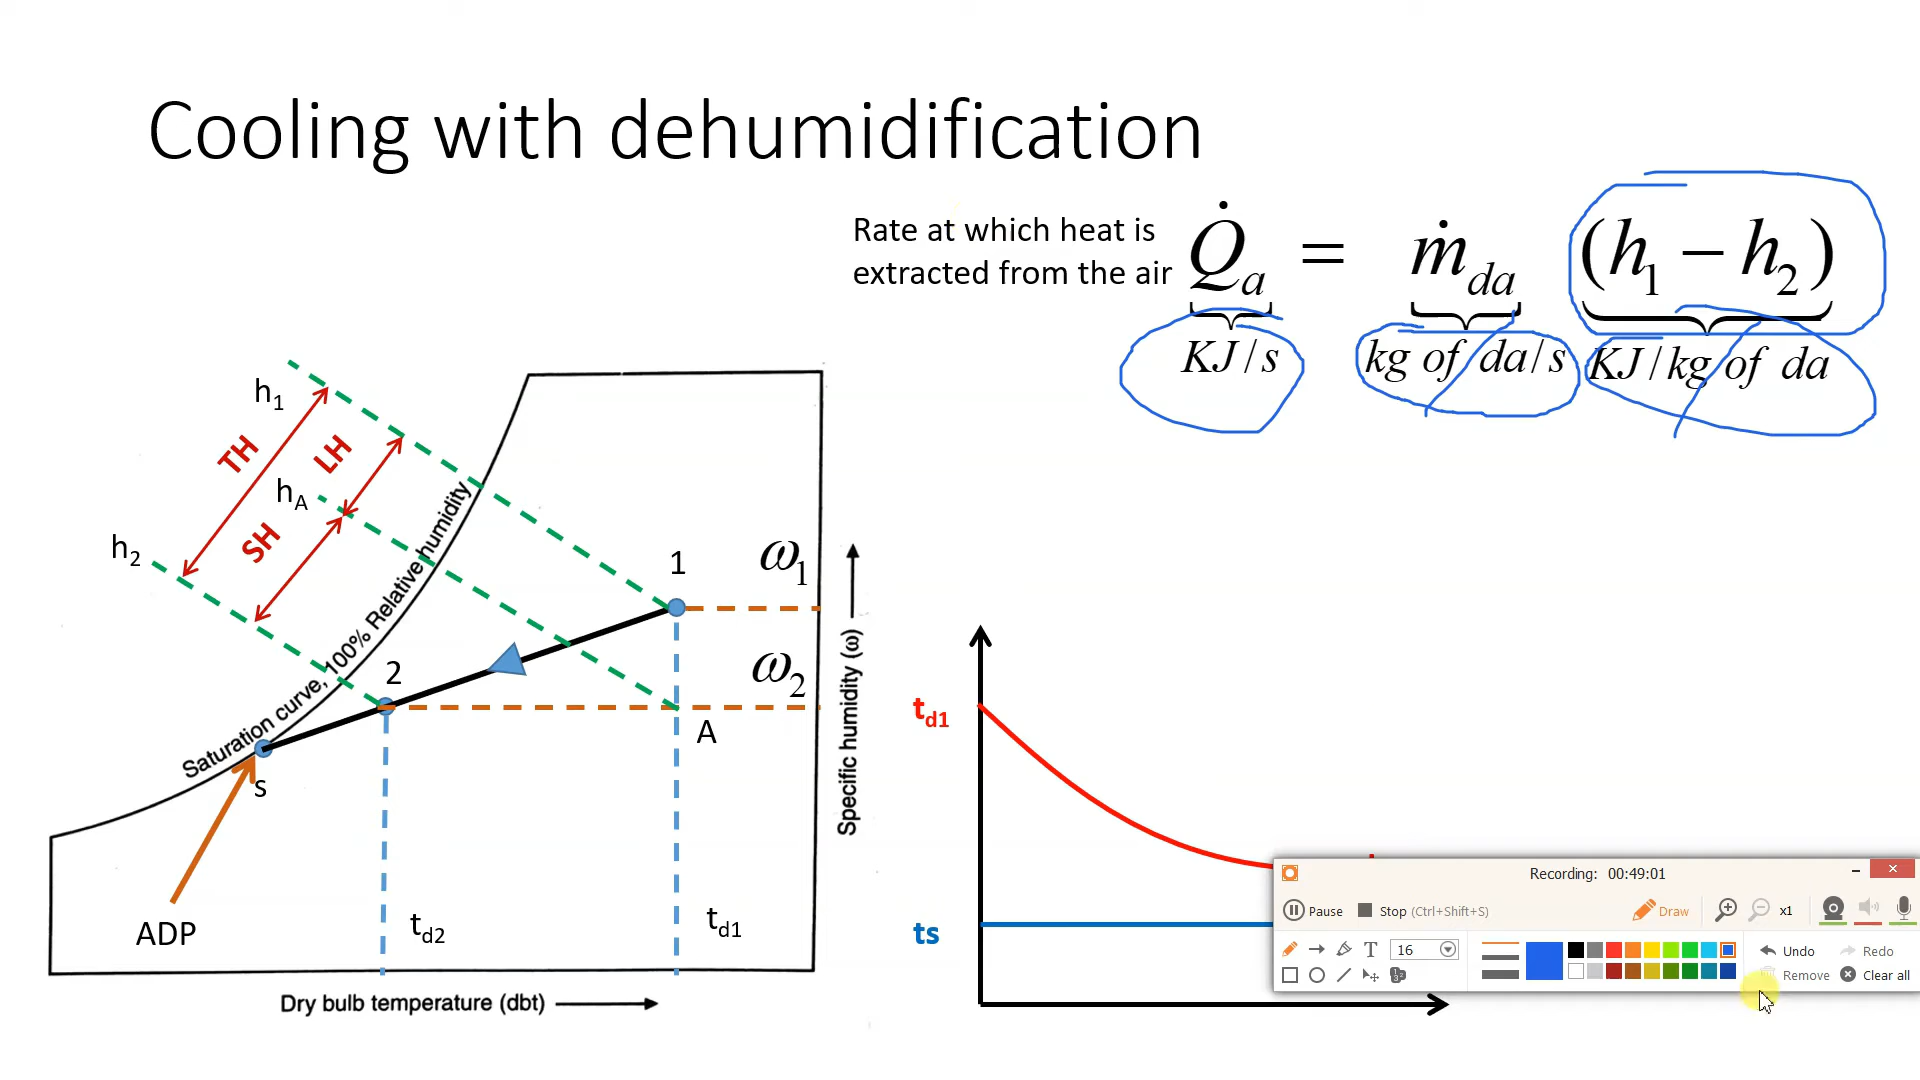 Cooling with dehumidification
Rate at which heat is
extracted from the air
Q̇a = ṁda (h1 − h2)
KJ/s kg of da/s KJ/kg of da
h1
TH
LH
hA
SH
h2
Saturation curve, 100% Relative humidity
1
ω1
2
ω2
A
s
ADP
td2
td1
Specific humidity (ω)
Dry bulb temperature (dbt)
td1
ts
Recording: 00:49:01
Pause Stop (Ctrl+Shift+S) Draw x1
T 16 Undo Redo
Remove Clear all